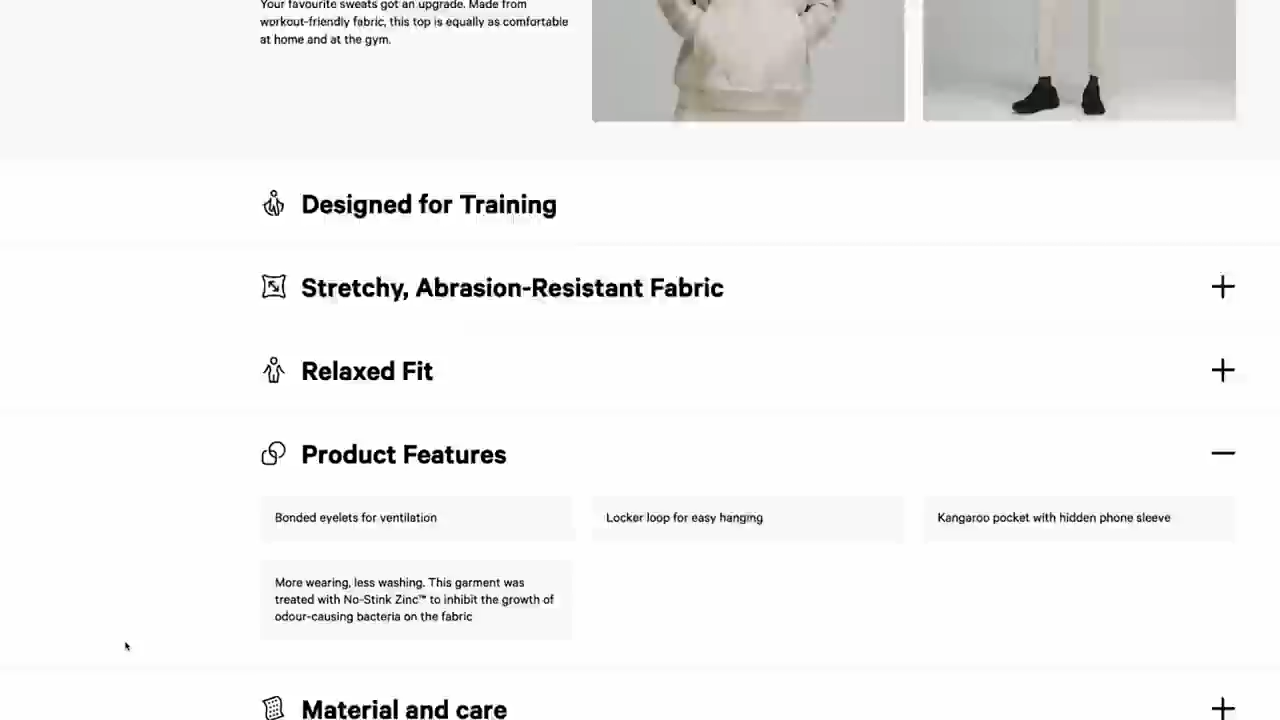 Your favourite sweats got an upgrade. Made from
workout-friendly fabric, this top is equally as comfortable
at home and at the gym.
Designed for Training
Stretchy, Abrasion-Resistant Fabric
Relaxed Fit
Product Features
Bonded eyelets for ventilation
Locker loop for easy hanging
Kangaroo pocket with hidden phone sleeve
More wearing, less washing. This garment was
treated with No-Stink Zinc™ to inhibit the growth of
odour-causing bacteria on the fabric
Material and care